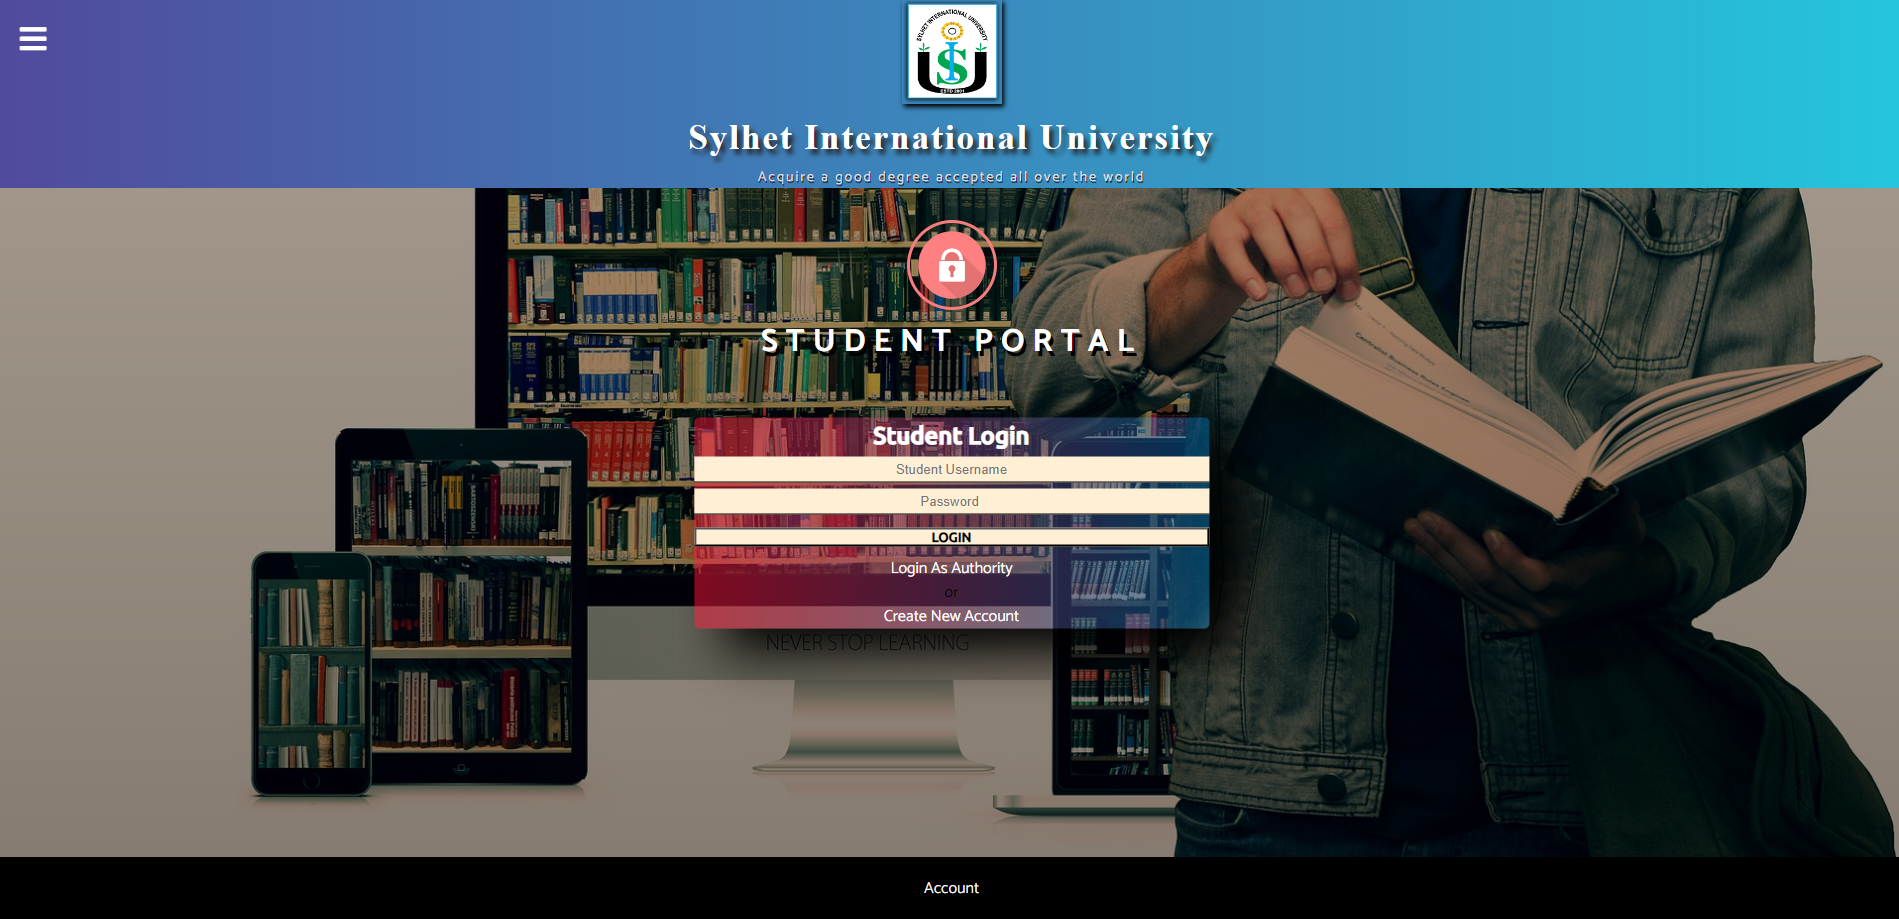 SYLHET INTERNATIONAL UNIVERSITY
ESTD 2001
Sylhet International University
Acquire a good degree accepted all over the world
STUDENT PORTAL
Student Login
Student Username
Password
LOGIN
Login As Authority
or
Create New Account
NEVER STOP LEARNING
Account